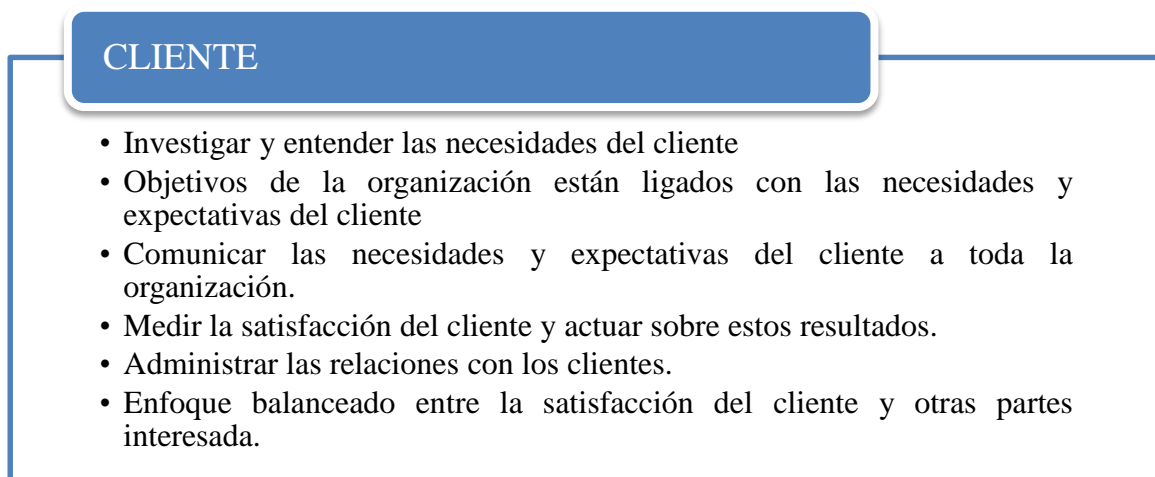 CLIENTE
• Investigar y entender las necesidades del cliente
• Objetivos de la organización están ligados con las necesidades y
expectativas del cliente
• Comunicar las necesidades y expectativas del cliente a toda la
organización.
• Medir la satisfacción del cliente y actuar sobre estos resultados.
• Administrar las relaciones con los clientes.
• Enfoque balanceado entre la satisfacción del cliente y otras partes
interesada.